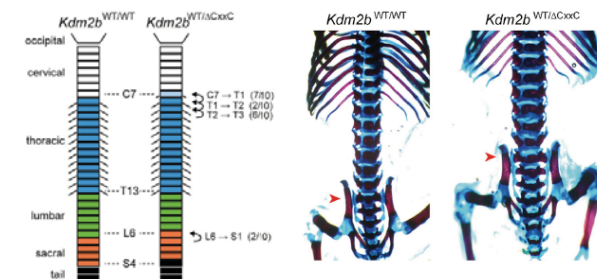 Kdm2b WT/WT
Kdm2b WT/ΔCxxC
occipital
cervical
C7
C7 → T1 (7/10)
T1 → T2 (2/10)
T2 → T3 (6/10)
thoracic
T13
lumbar
L6
L6 → S1 (2/10)
sacral
S4
tail
Kdm2b WT/WT
Kdm2b WT/ΔCxxC